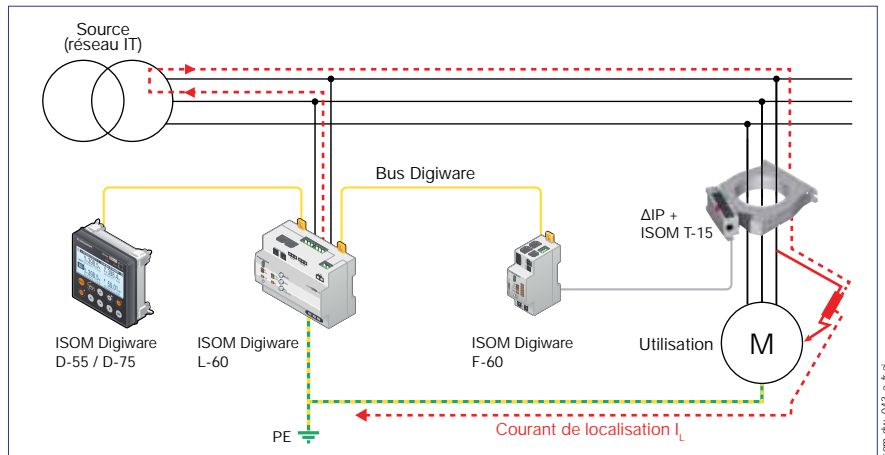 Source
(réseau IT)
Bus Digiware
ΔIP +
ISOM T-15
ISOM Digiware
D-55 / D-75
ISOM Digiware
L-60
ISOM Digiware
F-60
Utilisation
M
PE
Courant de localisation I_L